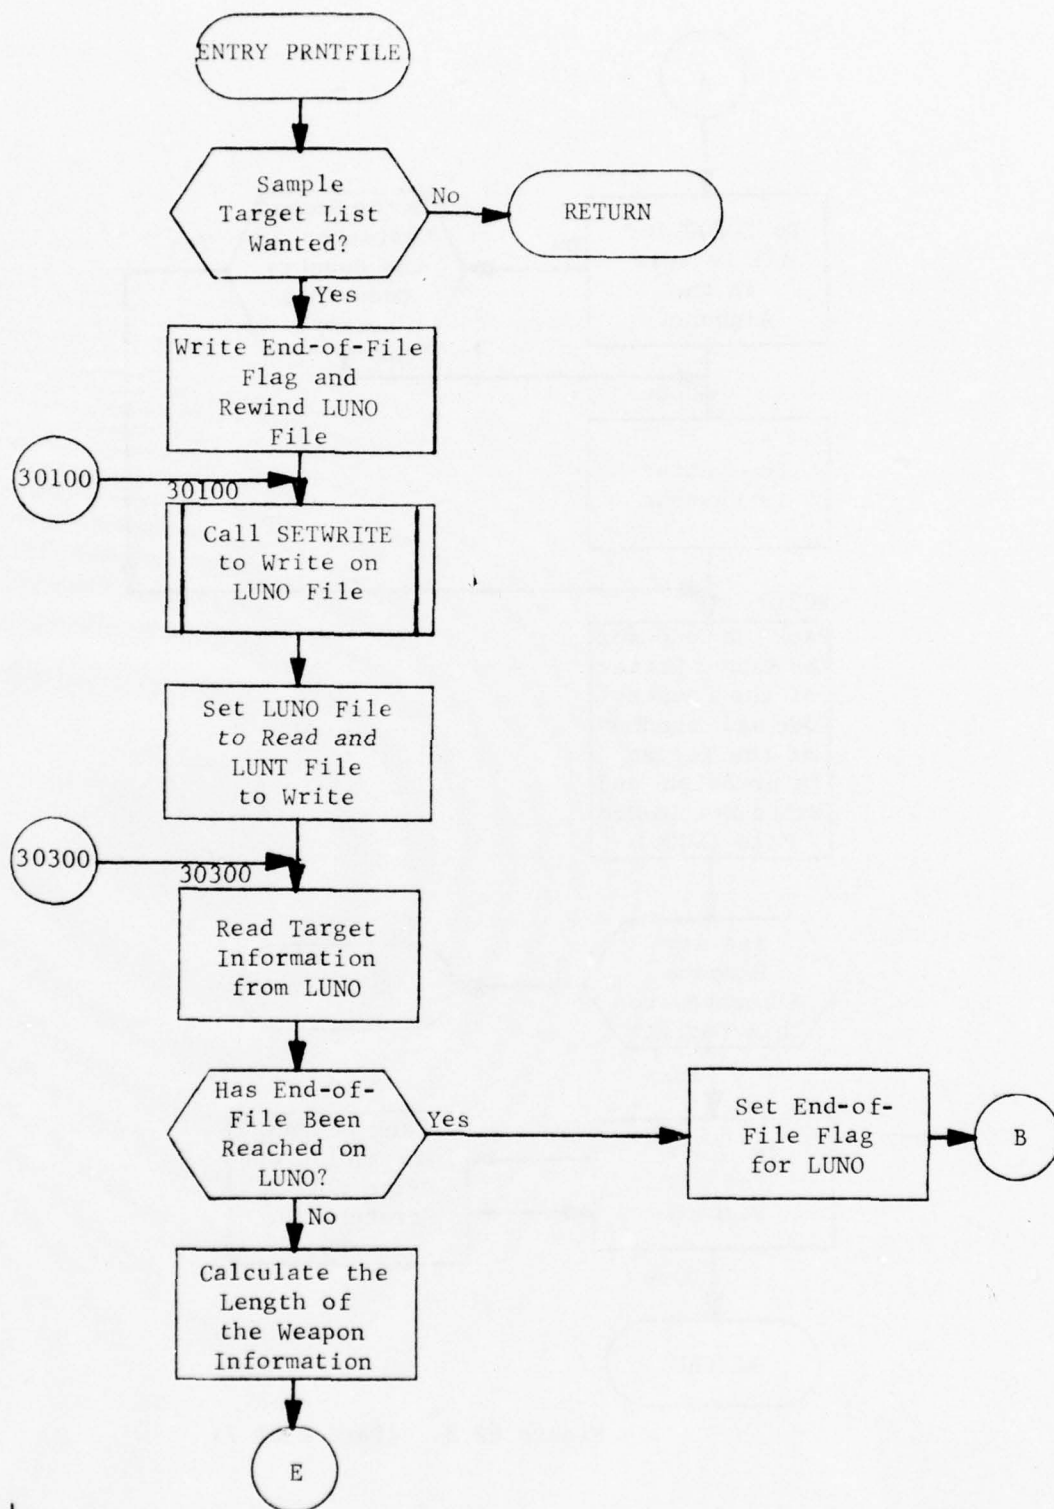 ENTRY PRNTFILE
Sample
Target List
Wanted?
No
RETURN
Yes
Write End-of-File
Flag and
Rewind LUNO
File
30100
30100
Call SETWRITE
to Write on
LUNO File
Set LUNO File
to Read and
LUNT File
to Write
30300
30300
Read Target
Information
from LUNO
Has End-of-
File Been
Reached on
LUNO?
Yes
Set End-of-
File Flag
for LUNO
B
No
Calculate the
Length of
the Weapon
Information
E